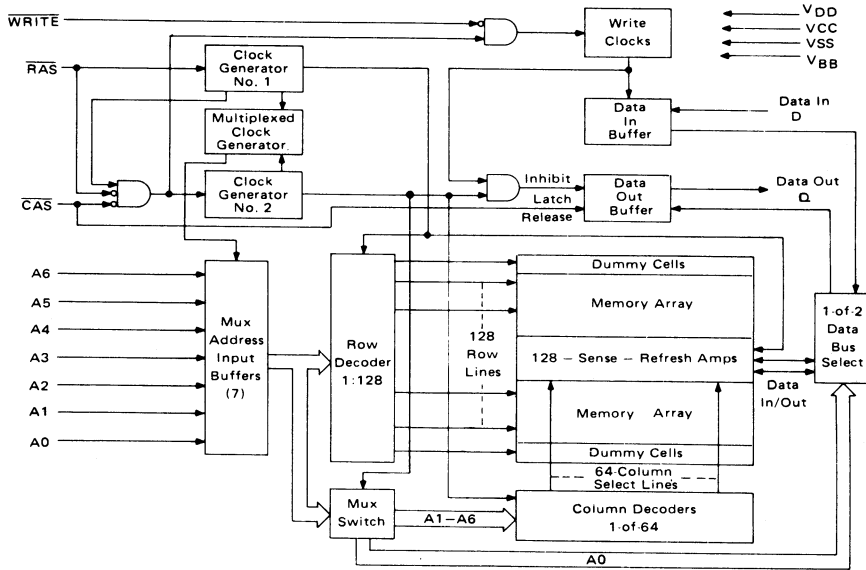 WRITE
RAS
CAS
Clock
Generator
No. 1
Multiplexed
Clock
Generator.
Clock
Generator
No. 2
Write
Clocks
VDD
VCC
VSS
VBB
Data
In
Buffer
Data In
D
Inhibit
Latch
Release
Data
Out
Buffer
Data Out
Q
A6
A5
A4
A3
A2
A1
A0
Mux
Address
Input
Buffers
(7)
Row
Decoder
1:128
128
Row
Lines
Dummy Cells
Memory Array
128 – Sense – Refresh Amps
Memory Array
Dummy Cells
Data
In/Out
1-of-2
Data
Bus
Select
64-Column
Select Lines
Mux
Switch
A1–A6
Column Decoders
1-of-64
A0